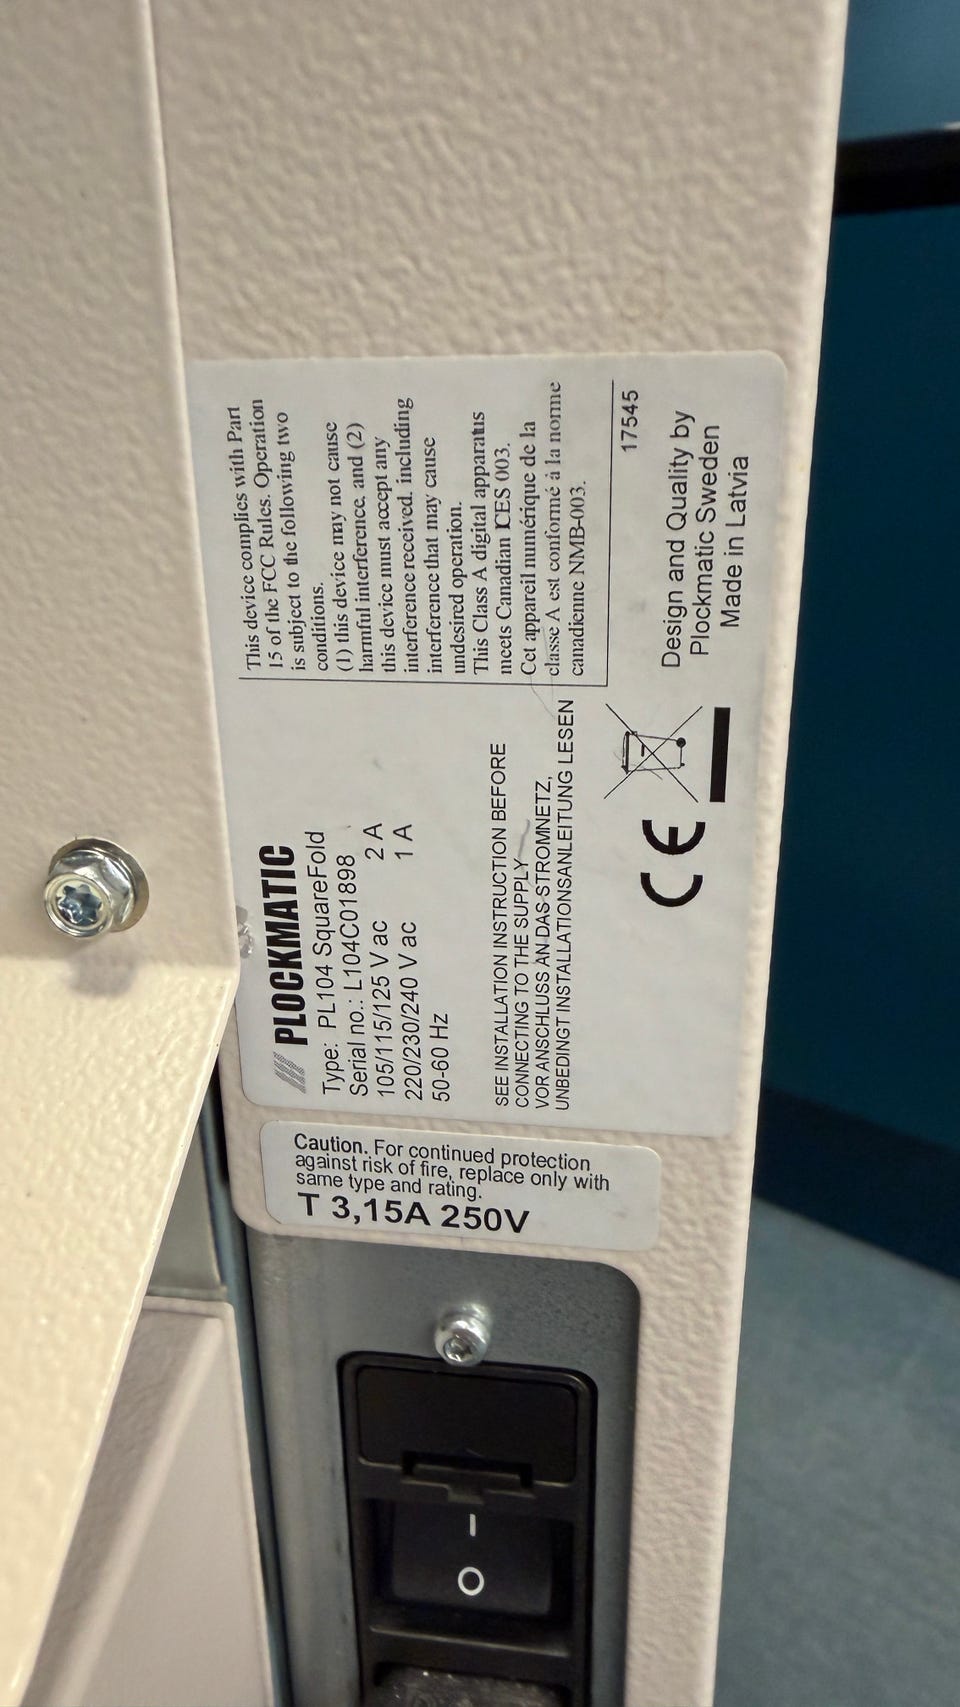 PLOCKMATIC
Type: PL104 SquareFold
Serial no.: L104C01898
105/115/125 V ac 2 A
220/230/240 V ac 1 A
50-60 Hz
SEE INSTALLATION INSTRUCTION BEFORE
CONNECTING TO THE SUPPLY
VOR ANSCHLUSS AN DAS STROMNETZ,
UNBEDINGT INSTALLATIONSANLEITUNG LESEN
CE
This device complies with Part
15 of the FCC Rules. Operation
is subject to the following two
conditions.
(1) this device may not cause
harmful interference, and (2)
this device must accept any
interference received. including
interference that may cause
undesired operation.
This Class A digital apparatus
meets Canadian ICES 003.
Cet appareil numérique de la
classe A est conformé à la norme
canadienne NMB-003.
17545
Design and Quality by
Plockmatic Sweden
Made in Latvia
Caution. For continued protection
against risk of fire, replace only with
same type and rating.
T 3,15A 250V